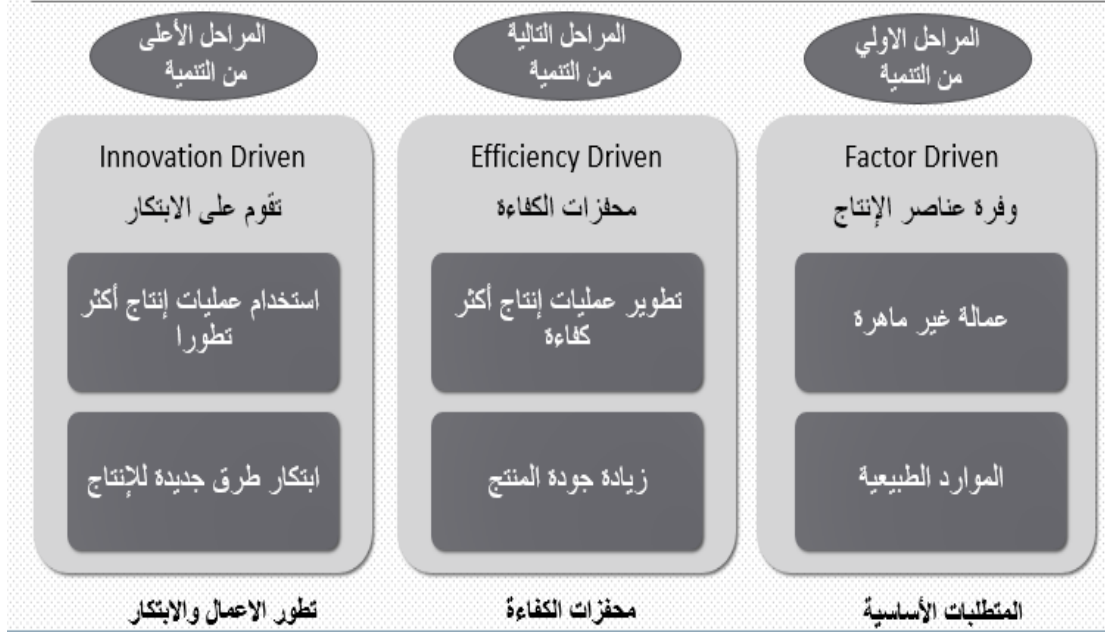 المراحل الاولي
من التنمية
المراحل التالية
من التنمية
المراحل الأعلى
من التنمية
Factor Driven
وفرة عناصر الإنتاج
عمالة غير ماهرة
الموارد الطبيعية
المتطلبات الأساسية
Efficiency Driven
محفزات الكفاءة
تطوير عمليات إنتاج أكثر
كفاءة
زيادة جودة المنتج
محفزات الكفاءة
Innovation Driven
تقوم على الابتكار
استخدام عمليات إنتاج أكثر
تطورا
ابتكار طرق جديدة للإنتاج
تطور الاعمال والابتكار